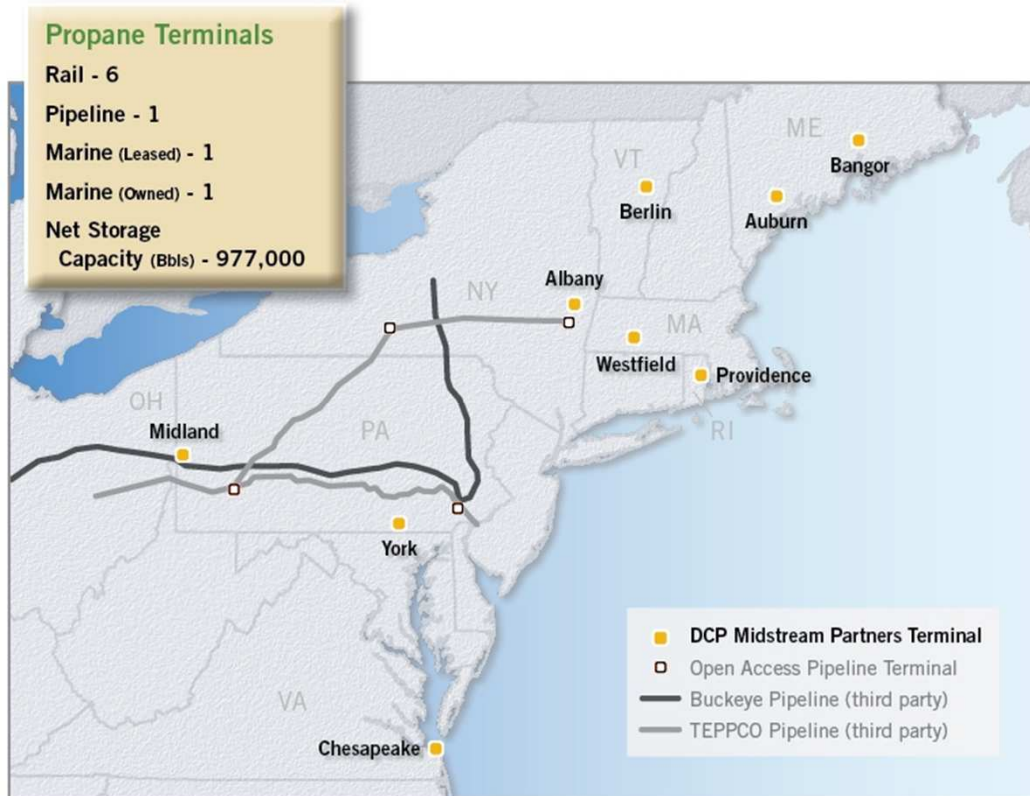 Propane Terminals
Rail - 6
Pipeline - 1
Marine (Leased) - 1
Marine (Owned) - 1
Net Storage
Capacity (Bbls) - 977,000
ME
Bangor
VT
Berlin
Auburn
Albany
NY
MA
Westfield
Providence
RI
OH
Midland
PA
York
VA
Chesapeake
DCP Midstream Partners Terminal
Open Access Pipeline Terminal
Buckeye Pipeline (third party)
TEPPCO Pipeline (third party)